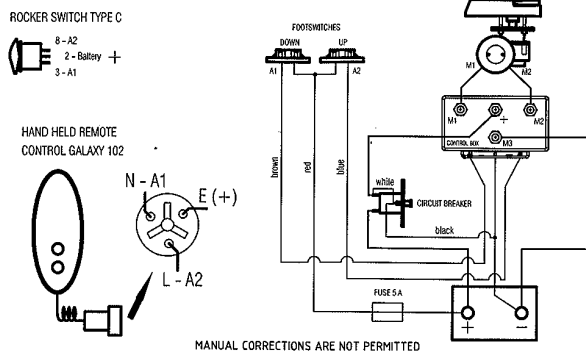 ROCKER SWITCH TYPE C
8 - A2
2 - Battery +
3 - A1
FOOTSWITCHES
DOWN
UP
A1
A2
M1
M2
M1
+
M2
CONTROL BOX
M3
HAND HELD REMOTE
CONTROL GALAXY 102
N - A1
E (+)
L - A2
brown
red
blue
white
CIRCUIT BREAKER
black
FUSE 5 A
+
−
MANUAL CORRECTIONS ARE NOT PERMITTED